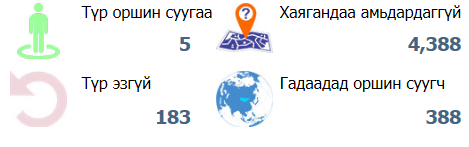 Түр оршин суугаа
5
Хаягандаа амьдардаггүй
4,388
Түр эзгүй
183
Гадаадад оршин суугч
388